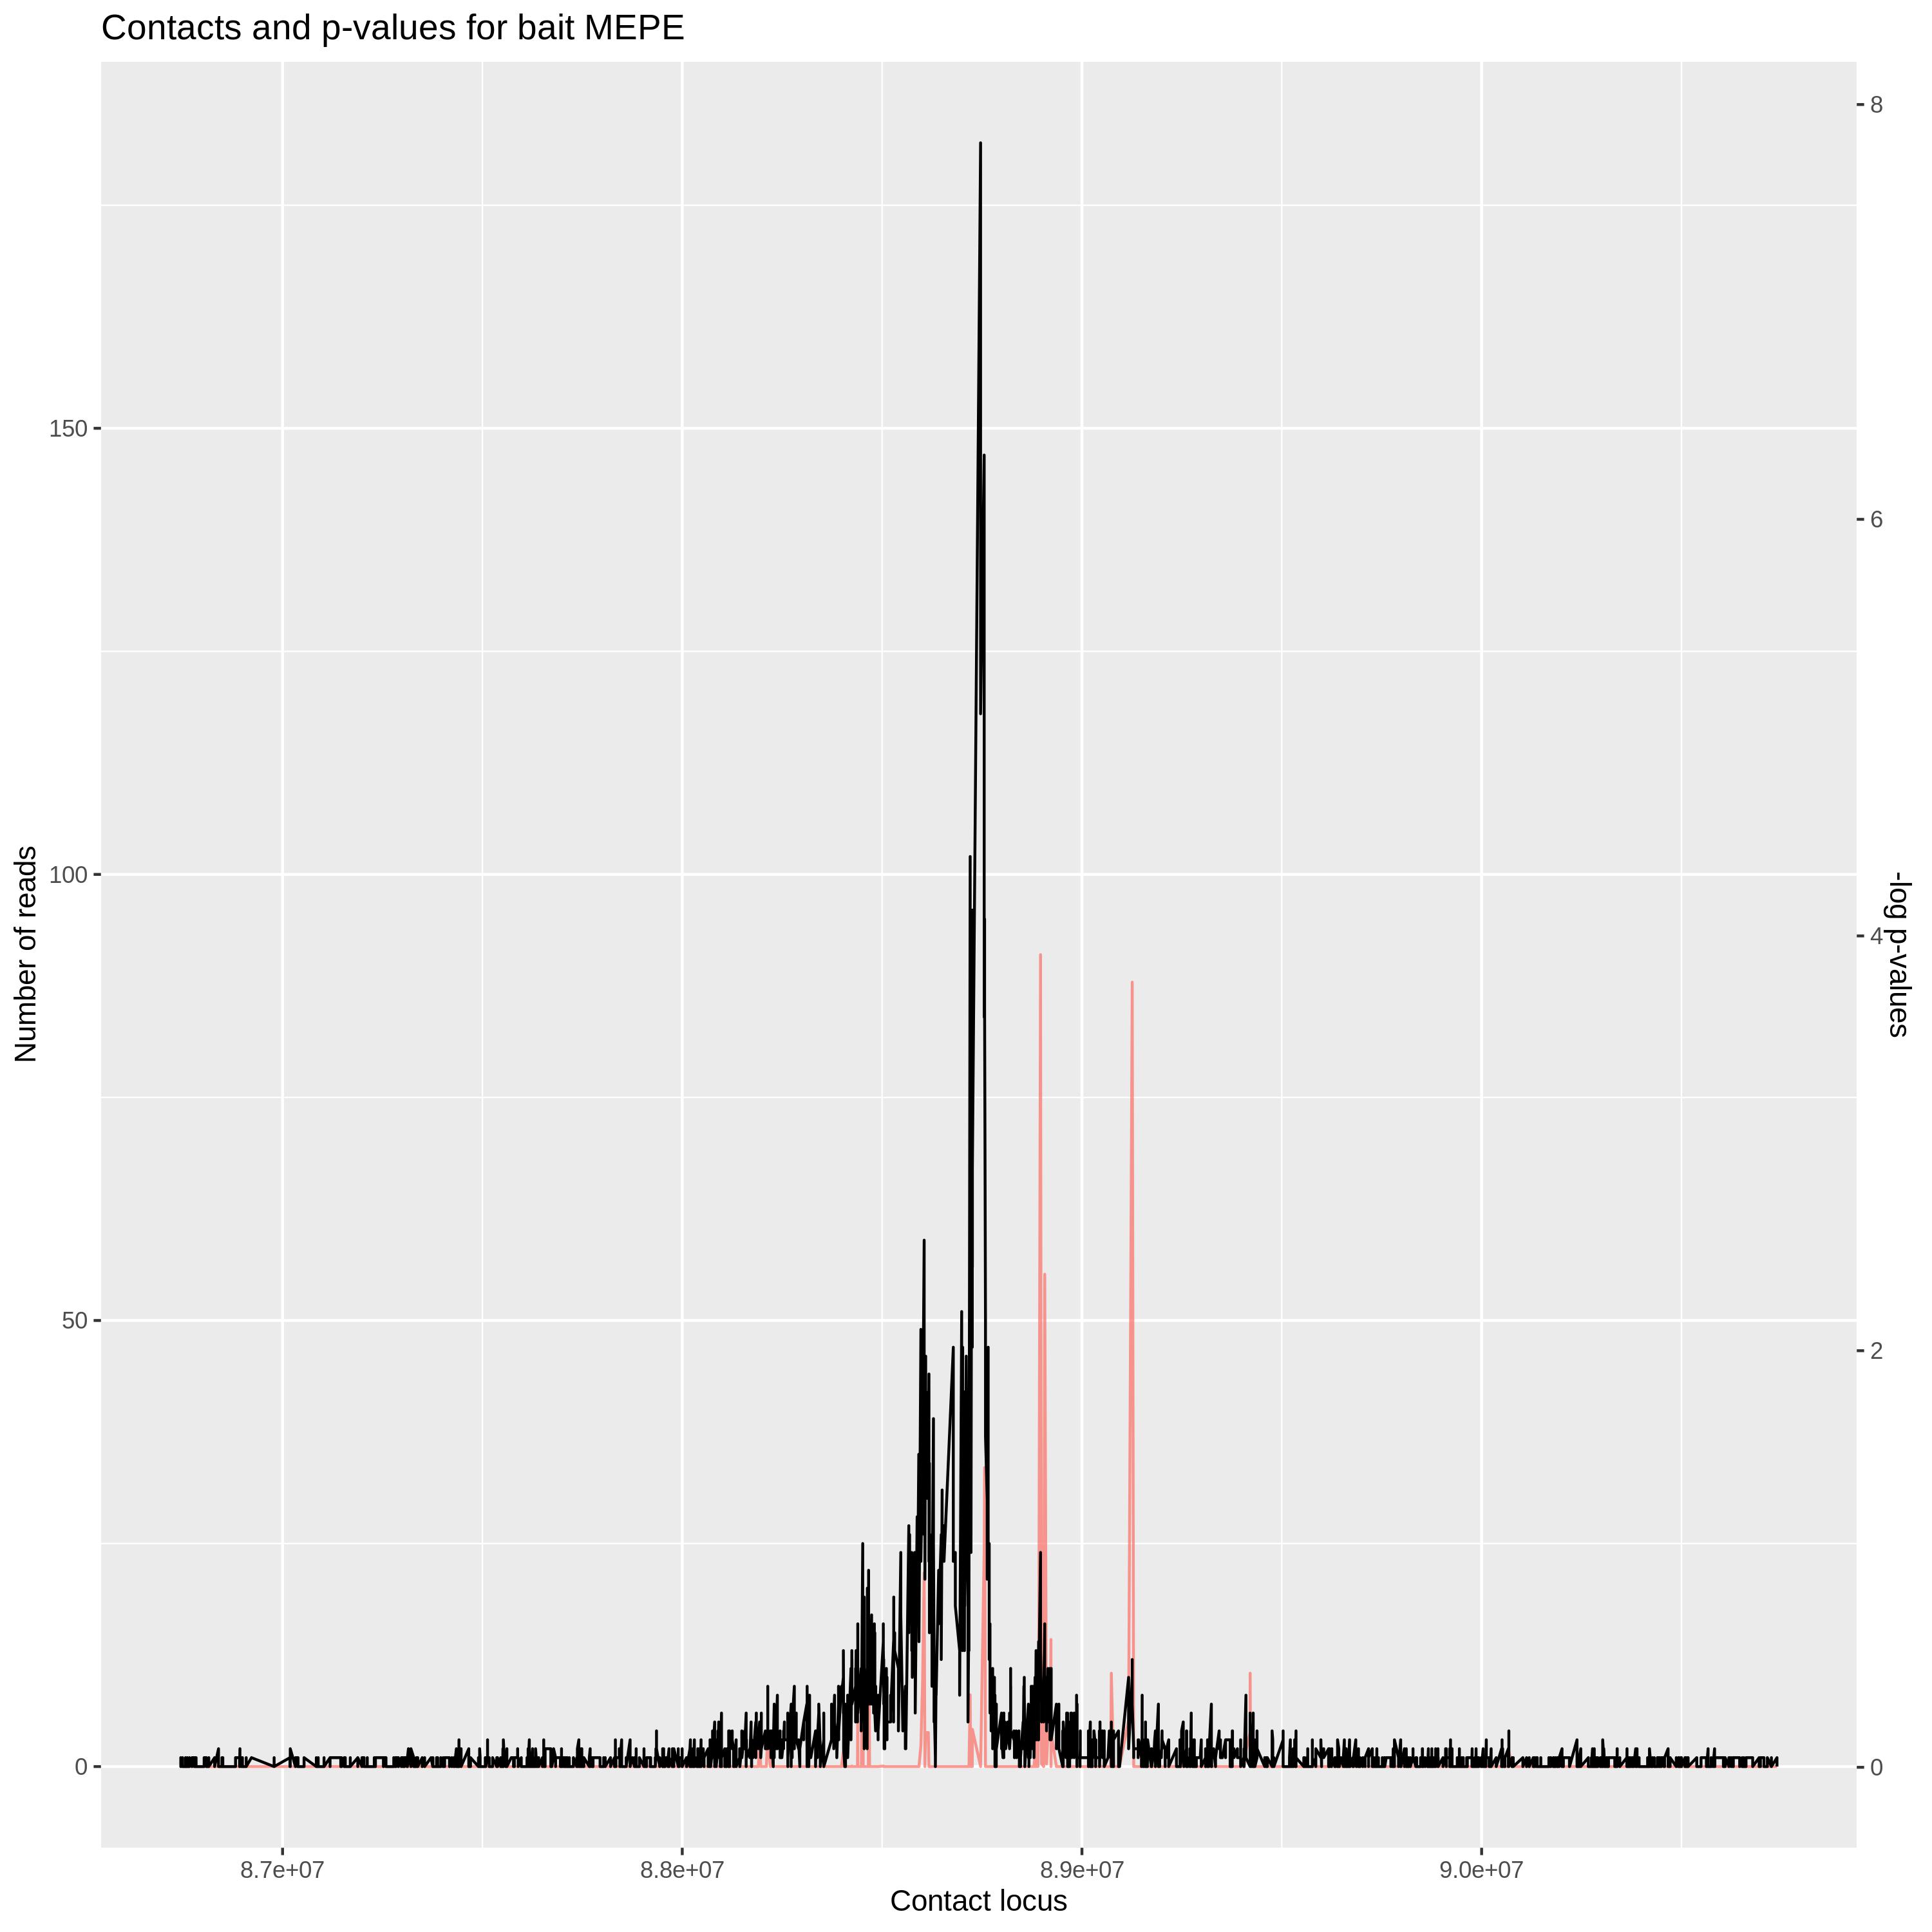 Contacts and p-values for bait MEPE
Number of reads
150
100
50
0
8
6
4
2
0
-log p-values
8.7e+07
8.8e+07
8.9e+07
9.0e+07
Contact locus